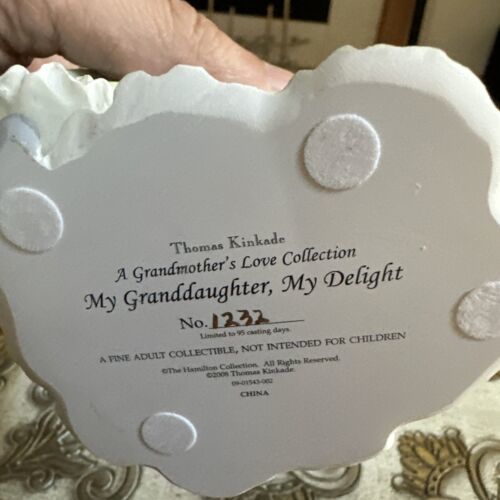 Thomas Kinkade
A Grandmother's Love Collection
My Granddaughter, My Delight
No. 1232
Limited to 95 casting days.
A FINE ADULT COLLECTIBLE, NOT INTENDED FOR CHILDREN
©The Hamilton Collection. All Rights Reserved.
©2008 Thomas Kinkade.
09-01543-002
CHINA